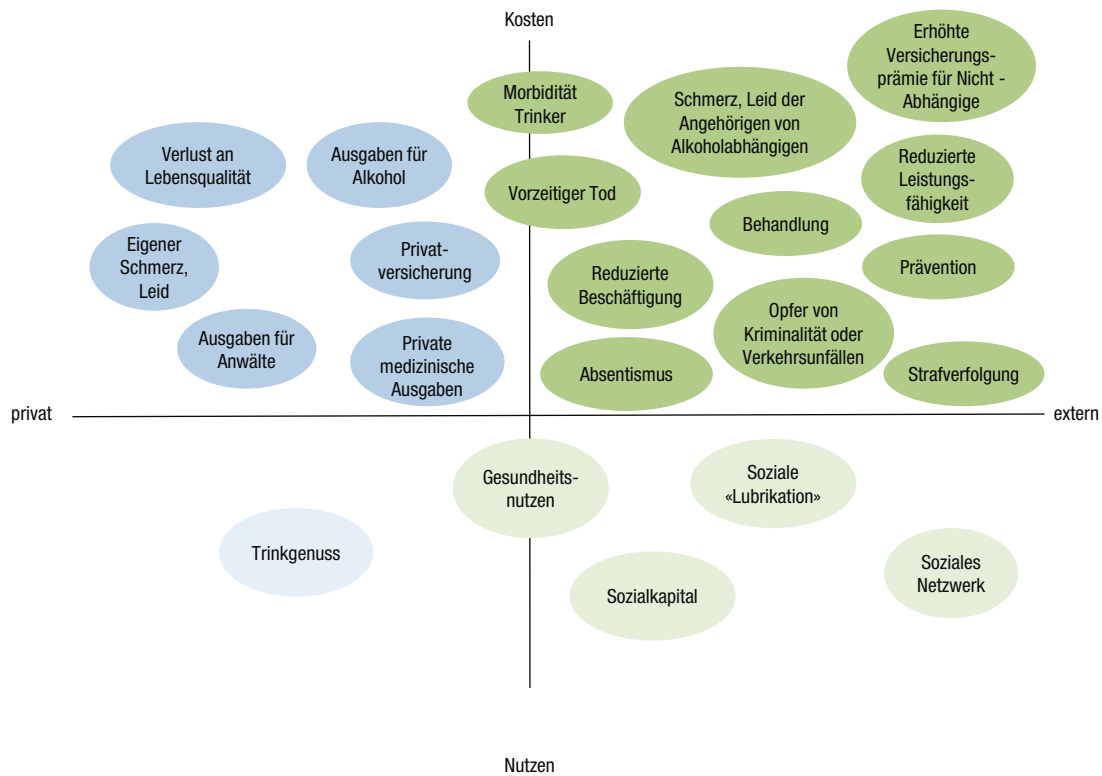 Kosten
Erhöhte
Versicherungs-
prämie für Nicht -
Abhängige
Morbidität
Trinker
Schmerz, Leid der
Angehörigen von
Alkoholabhängigen
Verlust an
Lebensqualität
Ausgaben für
Alkohol
Reduzierte
Leistungs-
fähigkeit
Vorzeitiger Tod
Behandlung
Eigener
Schmerz,
Leid
Privat-
versicherung
Reduzierte
Beschäftigung
Prävention
Opfer von
Kriminalität oder
Verkehrsunfällen
Ausgaben für
Anwälte
Private
medizinische
Ausgaben
Absentismus
Strafverfolgung
privat
extern
Gesundheits-
nutzen
Soziale
«Lubrikation»
Trinkgenuss
Sozialkapital
Soziales
Netzwerk
Nutzen